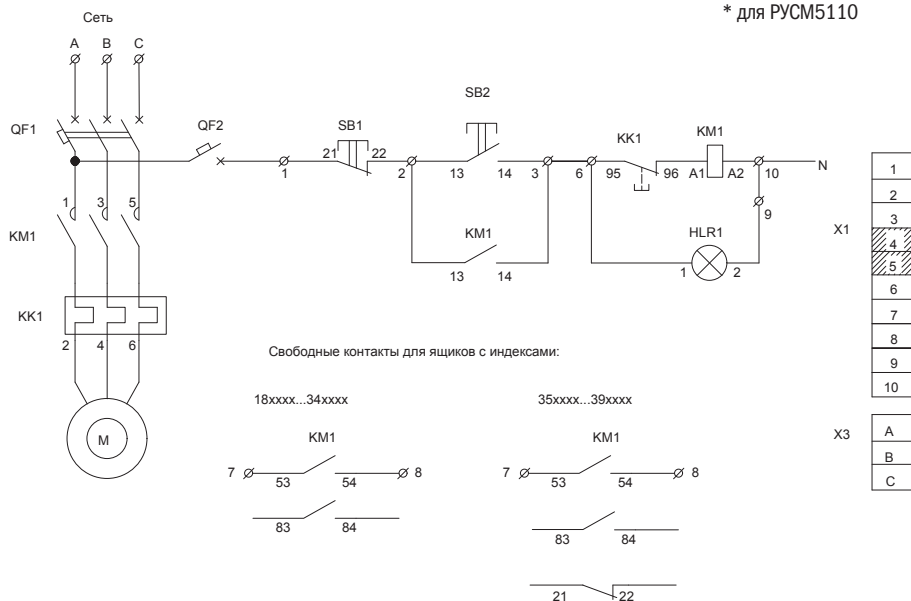 * для РУСМ5110
Сеть
A B C
QF1
QF2
SB1
SB2
KK1
KM1
21 22
1
2
13 14
3
6
95 96
A1 A2
10
N
9
1 3 5
KM1
KM1
13 14
HLR1
1 2
KK1
2 4 6
M
X1
1
2
3
4
5
6
7
8
9
10
X3
A
B
C
Свободные контакты для ящиков с индексами:
18xxxx...34xxxx
35xxxx...39xxxx
KM1
KM1
7 53 54 8
7 53 54 8
83 84
83 84
21 22